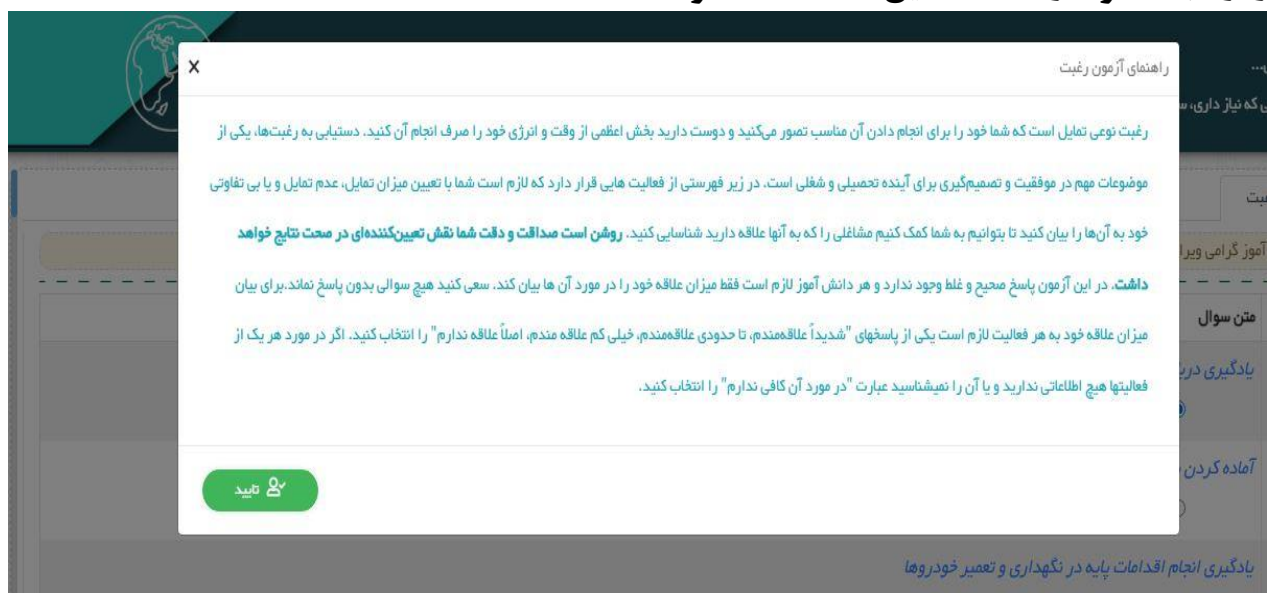 راهنمای آزمون رغبت
رغبت نوعی تمایل است که شما خود را برای انجام دادن آن مناسب تصور می‌کنید و دوست دارید بخش اعظمی از وقت و انرژی خود را صرف انجام آن کنید. دستیابی به رغبت‌ها، یکی از
موضوعات مهم در موفقیت و تصمیم‌گیری برای آینده تحصیلی و شغلی است. در زیر فهرستی از فعالیت هایی قرار دارد که لازم است شما با تعیین میزان تمایل، عدم تمایل و یا بی تفاوتی
خود به آن‌ها را بیان کنید تا بتوانیم به شما کمک کنیم مشاغلی را که به آنها علاقه دارید شناسایی کنید. روشن است صداقت و دقت شما نقش تعیین‌کننده‌ای در صحت نتایج خواهد
داشت. در این آزمون پاسخ صحیح و غلط وجود ندارد و هر دانش آموز لازم است فقط میزان علاقه خود را در مورد آن ها بیان کند. سعی کنید هیچ سوالی بدون پاسخ نماند.برای بیان
میزان علاقه خود به هر فعالیت لازم است یکی از پاسخهای "شدیداً علاقه‌مندم، تا حدودی علاقه‌مندم، خیلی کم علاقه مندم، اصلاً علاقه ندارم" را انتخاب کنید. اگر در مورد هر یک از
فعالیتها هیچ اطلاعاتی ندارید و یا آن را نمیشناسید عبارت "در مورد آن کافی ندارم" را انتخاب کنید.
تایید
ی که نیاز داری،
آموز گرامی
متن سوال
یادگیری
آماده کردن
یادگیری انجام اقدامات پایه در نگهداری و تعمیر خودروها